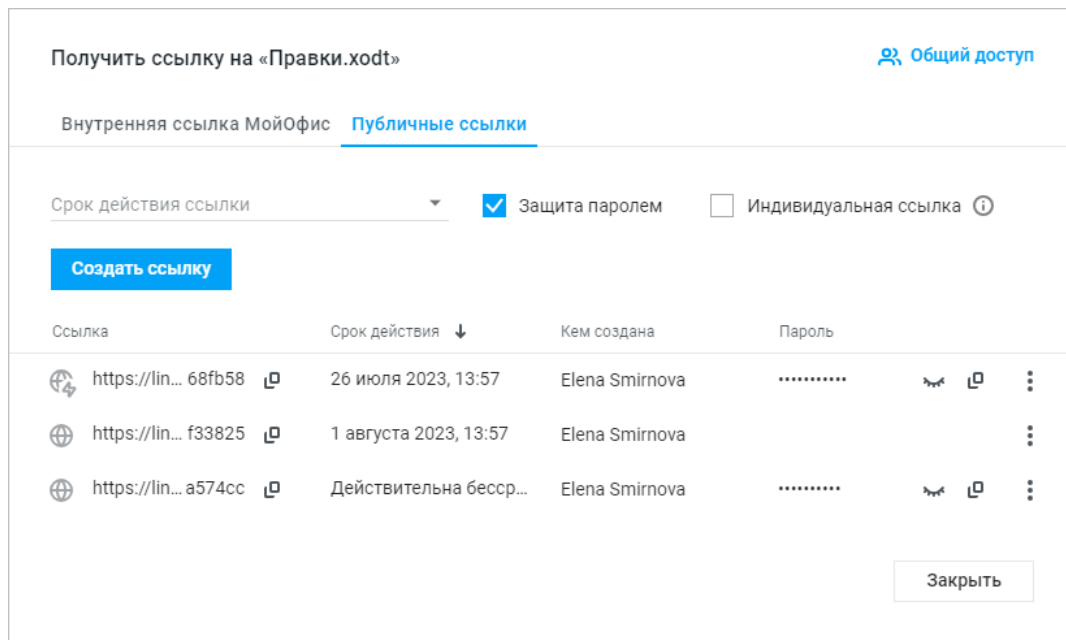 Получить ссылку на «Правки.xodt» Общий доступ
Внутренняя ссылка МойОфис Публичные ссылки
Срок действия ссылки Защита паролем Индивидуальная ссылка
Создать ссылку
Ссылка Срок действия Кем создана Пароль
https://lin... 68fb58 26 июля 2023, 13:57 Elena Smirnova •••••••••••
https://lin... f33825 1 августа 2023, 13:57 Elena Smirnova
https://lin... a574cc Действительна бесср... Elena Smirnova ••••••••••
Закрыть